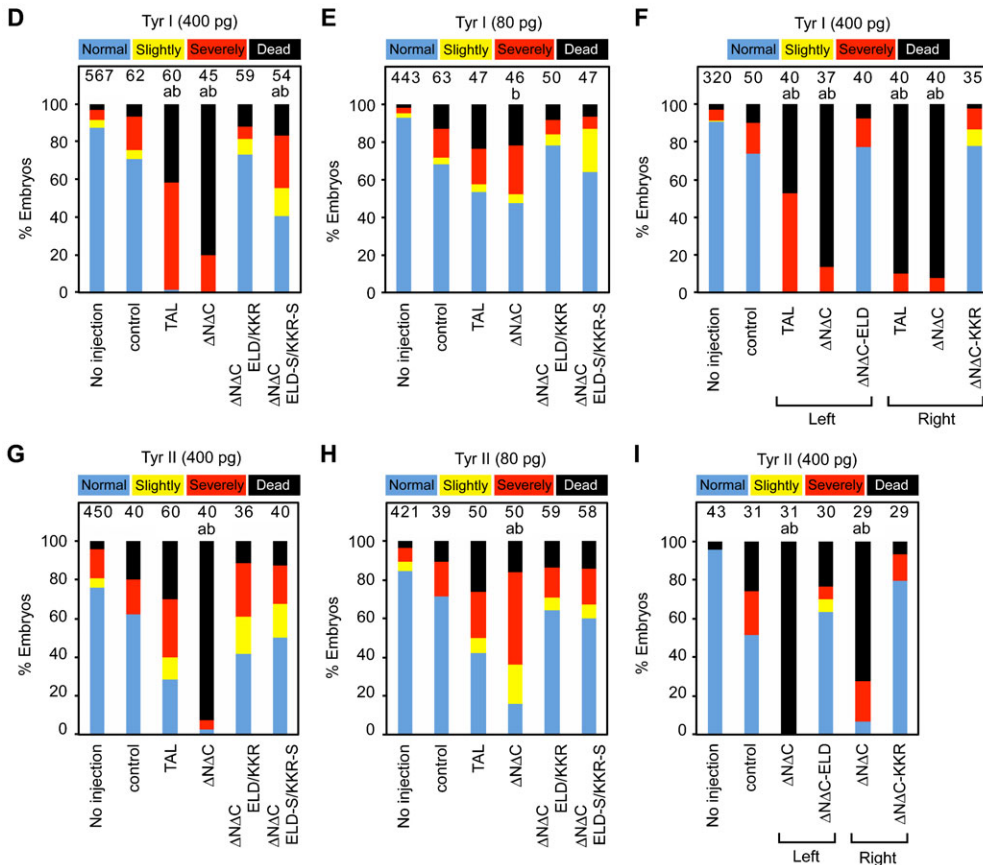 D
Tyr I (400 pg)
Normal Slightly Severely Dead
567 62 60 45 59 54
ab ab ab
100
80
60
40
20
0
% Embryos
No injection
control
TAL
ΔNΔC
ΔNΔC ELD/KKR
ΔNΔC ELD-S/KKR-S
E
Tyr I (80 pg)
Normal Slightly Severely Dead
443 63 47 46 50 47
b
100
80
60
40
20
0
% Embryos
No injection
control
TAL
ΔNΔC
ΔNΔC ELD/KKR
ΔNΔC ELD-S/KKR-S
F
Tyr I (400 pg)
Normal Slightly Severely Dead
320 50 40 37 40 40 40 35
ab ab ab ab
100
80
60
40
20
0
% Embryos
No injection
control
TAL
ΔNΔC
ΔNΔC-ELD
TAL
ΔNΔC
ΔNΔC-KKR
Left Right
G
Tyr II (400 pg)
Normal Slightly Severely Dead
450 40 60 40 36 40
ab
100
80
60
40
20
0
% Embryos
No injection
control
TAL
ΔNΔC
ΔNΔC ELD/KKR
ΔNΔC ELD-S/KKR-S
H
Tyr II (80 pg)
Normal Slightly Severely Dead
421 39 50 50 59 58
ab
100
80
60
40
20
0
% Embryos
No injection
control
TAL
ΔNΔC
ΔNΔC ELD/KKR
ΔNΔC ELD-S/KKR-S
I
Tyr II (400 pg)
Normal Slightly Severely Dead
43 31 31 30 29 29
ab ab
100
80
60
40
20
0
% Embryos
No injection
control
ΔNΔC
ΔNΔC-ELD
ΔNΔC
ΔNΔC-KKR
Left Right